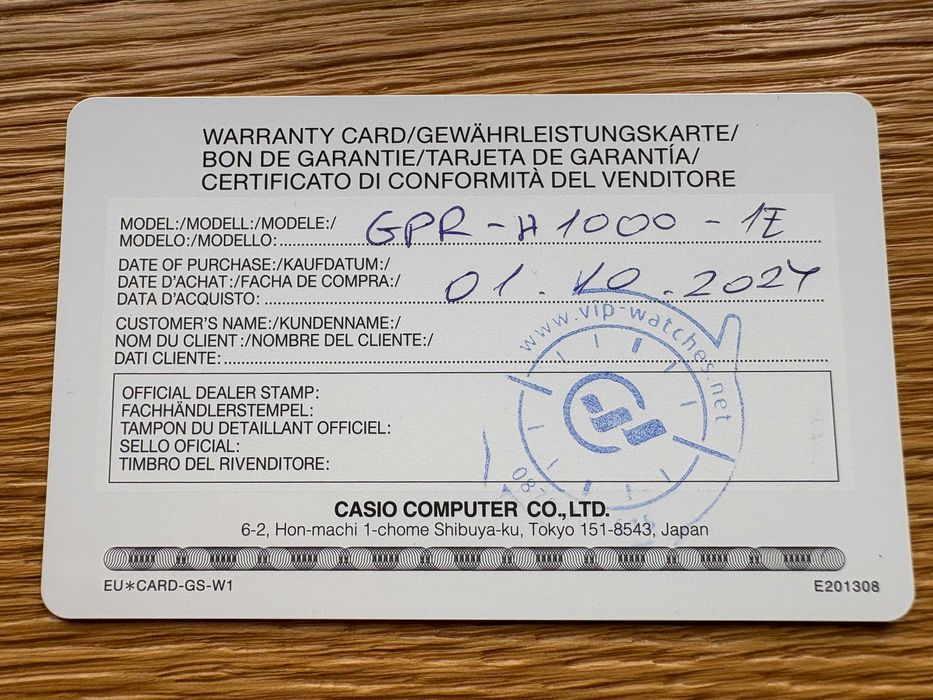 WARRANTY CARD/GEWÄHRLEISTUNGSKARTE/
BON DE GARANTIE/TARJETA DE GARANTÍA/
CERTIFICATO DI CONFORMITÀ DEL VENDITORE
MODEL:/MODELL:/MODELE:/
MODELO:/MODELLO: GPR-H1000-1E
DATE OF PURCHASE:/KAUFDATUM:/
DATE D'ACHAT:/FACHA DE COMPRA:/
DATA D'ACQUISTO: 01.10.2024
CUSTOMER'S NAME:/KUNDENNAME:/
NOM DU CLIENT:/NOMBRE DEL CLIENTE:/
DATI CLIENTE:
www.vip-watches.net
OFFICIAL DEALER STAMP:
FACHHÄNDLERSTEMPEL:
TAMPON DU DETAILLANT OFFICIEL:
SELLO OFICIAL:
TIMBRO DEL RIVENDITORE:
CASIO COMPUTER CO.,LTD.
6-2, Hon-machi 1-chome Shibuya-ku, Tokyo 151-8543, Japan
EU*CARD-GS-W1
E201308